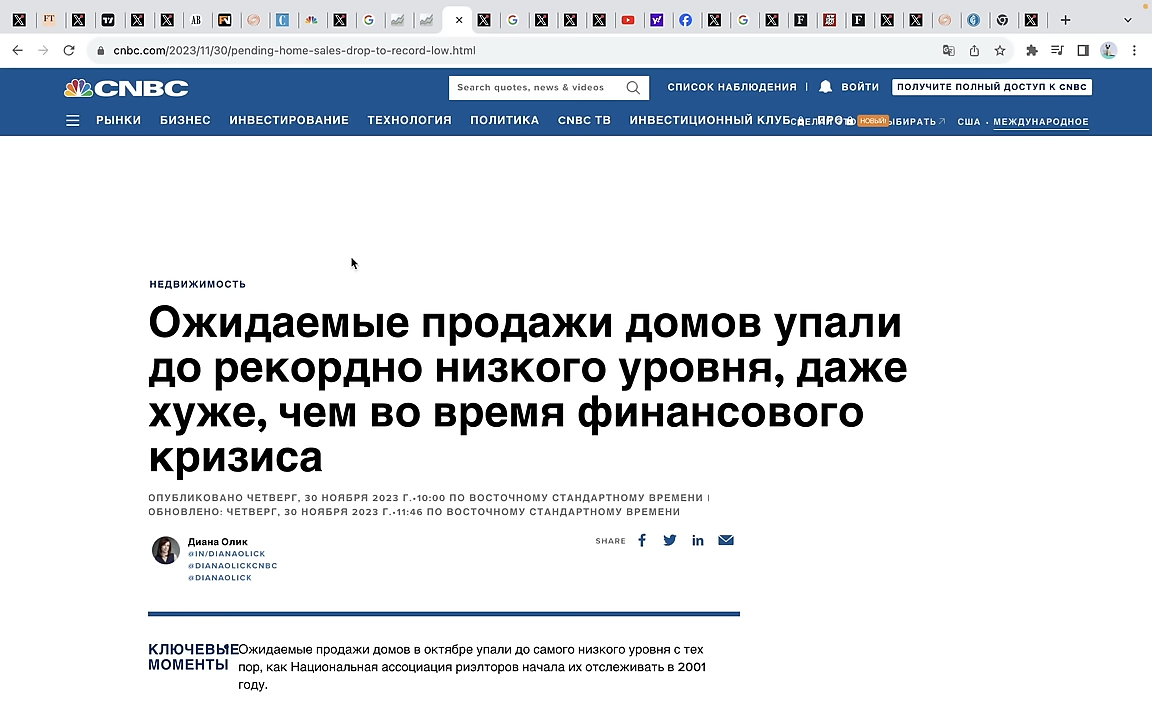 FT
AB
cnbc.com/2023/11/30/pending-home-sales-drop-to-record-low.html
CNBC
Search quotes, news & videos
СПИСОК НАБЛЮДЕНИЯ
ВОЙТИ
ПОЛУЧИТЕ ПОЛНЫЙ ДОСТУП К CNBC
РЫНКИ БИЗНЕС ИНВЕСТИРОВАНИЕ ТЕХНОЛОГИЯ ПОЛИТИКА CNBC ТВ ИНВЕСТИЦИОННЫЙ КЛУБ ПРО
НОВЫЙ!
США • МЕЖДУНАРОДНОЕ
НЕДВИЖИМОСТЬ
Ожидаемые продажи домов упали
до рекордно низкого уровня, даже
хуже, чем во время финансового
кризиса
ОПУБЛИКОВАНО ЧЕТВЕРГ, 30 НОЯБРЯ 2023 Г.•10:00 ПО ВОСТОЧНОМУ СТАНДАРТНОМУ ВРЕМЕНИ |
ОБНОВЛЕНО: ЧЕТВЕРГ, 30 НОЯБРЯ 2023 Г.•11:46 ПО ВОСТОЧНОМУ СТАНДАРТНОМУ ВРЕМЕНИ
Диана Олик
@IN/DIANAOLICK
@DIANAOLICKCNBC
@DIANAOLICK
SHARE
КЛЮЧЕВЫЕ
МОМЕНТЫ
Ожидаемые продажи домов в октябре упали до самого низкого уровня с тех
пор, как Национальная ассоциация риэлторов начала их отслеживать в 2001
году.